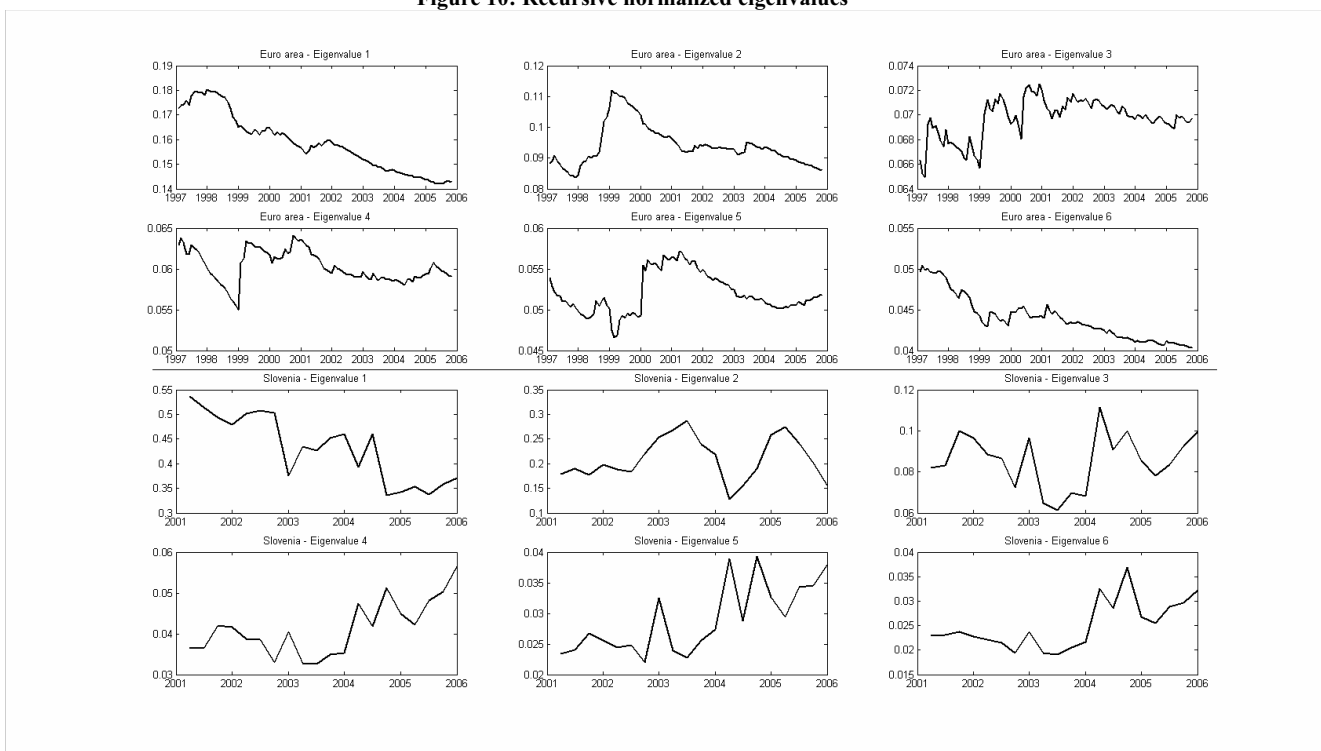 Figure 10: Recursive normalized eigenvalues
Euro area - Eigenvalue 1
0.19
0.18
0.17
0.16
0.15
0.14
1997 1998 1999 2000 2001 2002 2003 2004 2005 2006
Euro area - Eigenvalue 2
0.12
0.11
0.1
0.09
0.08
1997 1998 1999 2000 2001 2002 2003 2004 2005 2006
Euro area - Eigenvalue 3
0.074
0.072
0.07
0.068
0.066
0.064
1997 1998 1999 2000 2001 2002 2003 2004 2005 2006
Euro area - Eigenvalue 4
0.065
0.06
0.055
0.05
1997 1998 1999 2000 2001 2002 2003 2004 2005 2006
Euro area - Eigenvalue 5
0.06
0.055
0.05
0.045
1997 1998 1999 2000 2001 2002 2003 2004 2005 2006
Euro area - Eigenvalue 6
0.055
0.05
0.045
0.04
1997 1998 1999 2000 2001 2002 2003 2004 2005 2006
Slovenia - Eigenvalue 1
0.55
0.5
0.45
0.4
0.35
0.3
2001 2002 2003 2004 2005 2006
Slovenia - Eigenvalue 2
0.35
0.3
0.25
0.2
0.15
0.1
2001 2002 2003 2004 2005 2006
Slovenia - Eigenvalue 3
0.12
0.1
0.08
0.06
2001 2002 2003 2004 2005 2006
Slovenia - Eigenvalue 4
0.06
0.05
0.04
0.03
2001 2002 2003 2004 2005 2006
Slovenia - Eigenvalue 5
0.04
0.035
0.03
0.025
0.02
2001 2002 2003 2004 2005 2006
Slovenia - Eigenvalue 6
0.04
0.035
0.03
0.025
0.02
0.015
2001 2002 2003 2004 2005 2006